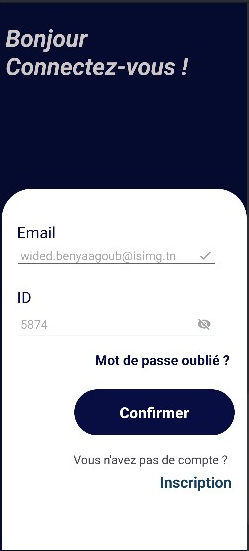 Bonjour
Connectez-vous !
Email
wided.benyaagoub@isimg.tn
ID
5874
Mot de passe oublié ?
Confirmer
Vous n'avez pas de compte ?
Inscription